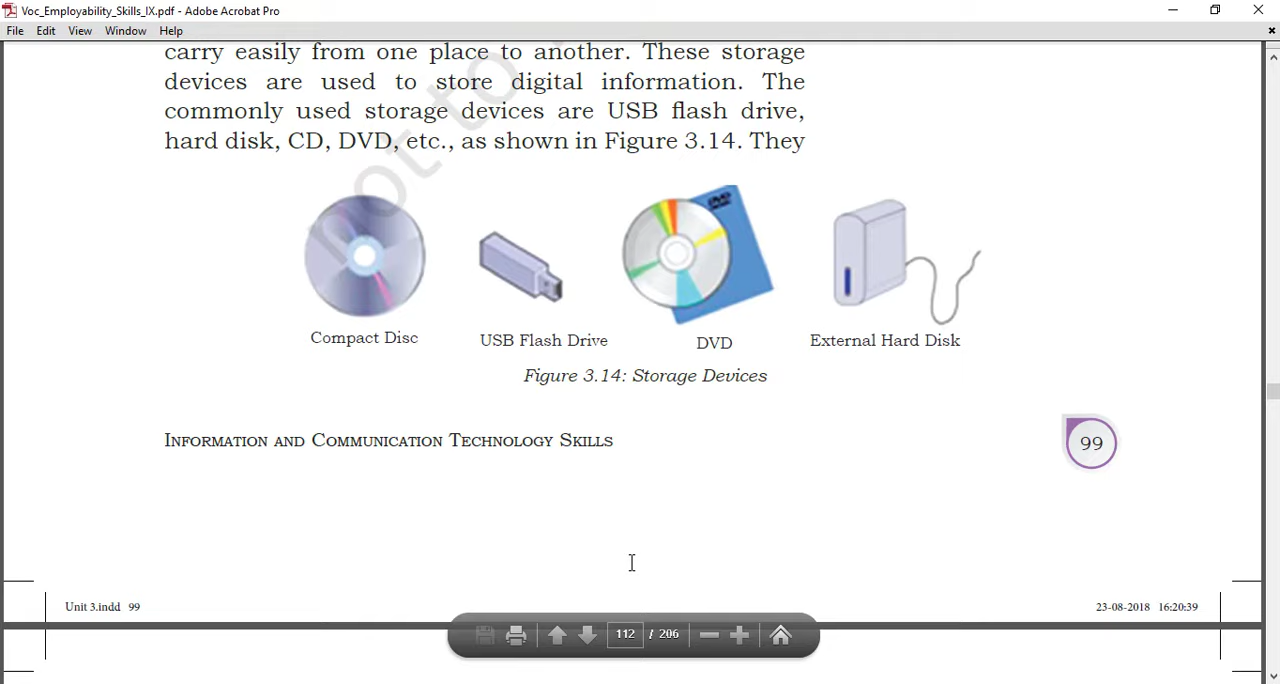 Voc_Employability_Skills_IX.pdf - Adobe Acrobat Pro
File Edit View Window Help
carry easily from one place to another. These storage
devices are used to store digital information. The
commonly used storage devices are USB flash drive,
hard disk, CD, DVD, etc., as shown in Figure 3.14. They
not to
DVD
Compact Disc
USB Flash Drive
DVD
External Hard Disk
Figure 3.14: Storage Devices
Information and Communication Technology Skills
99
Unit 3.indd 99
23-08-2018 16:20:39
112 / 206